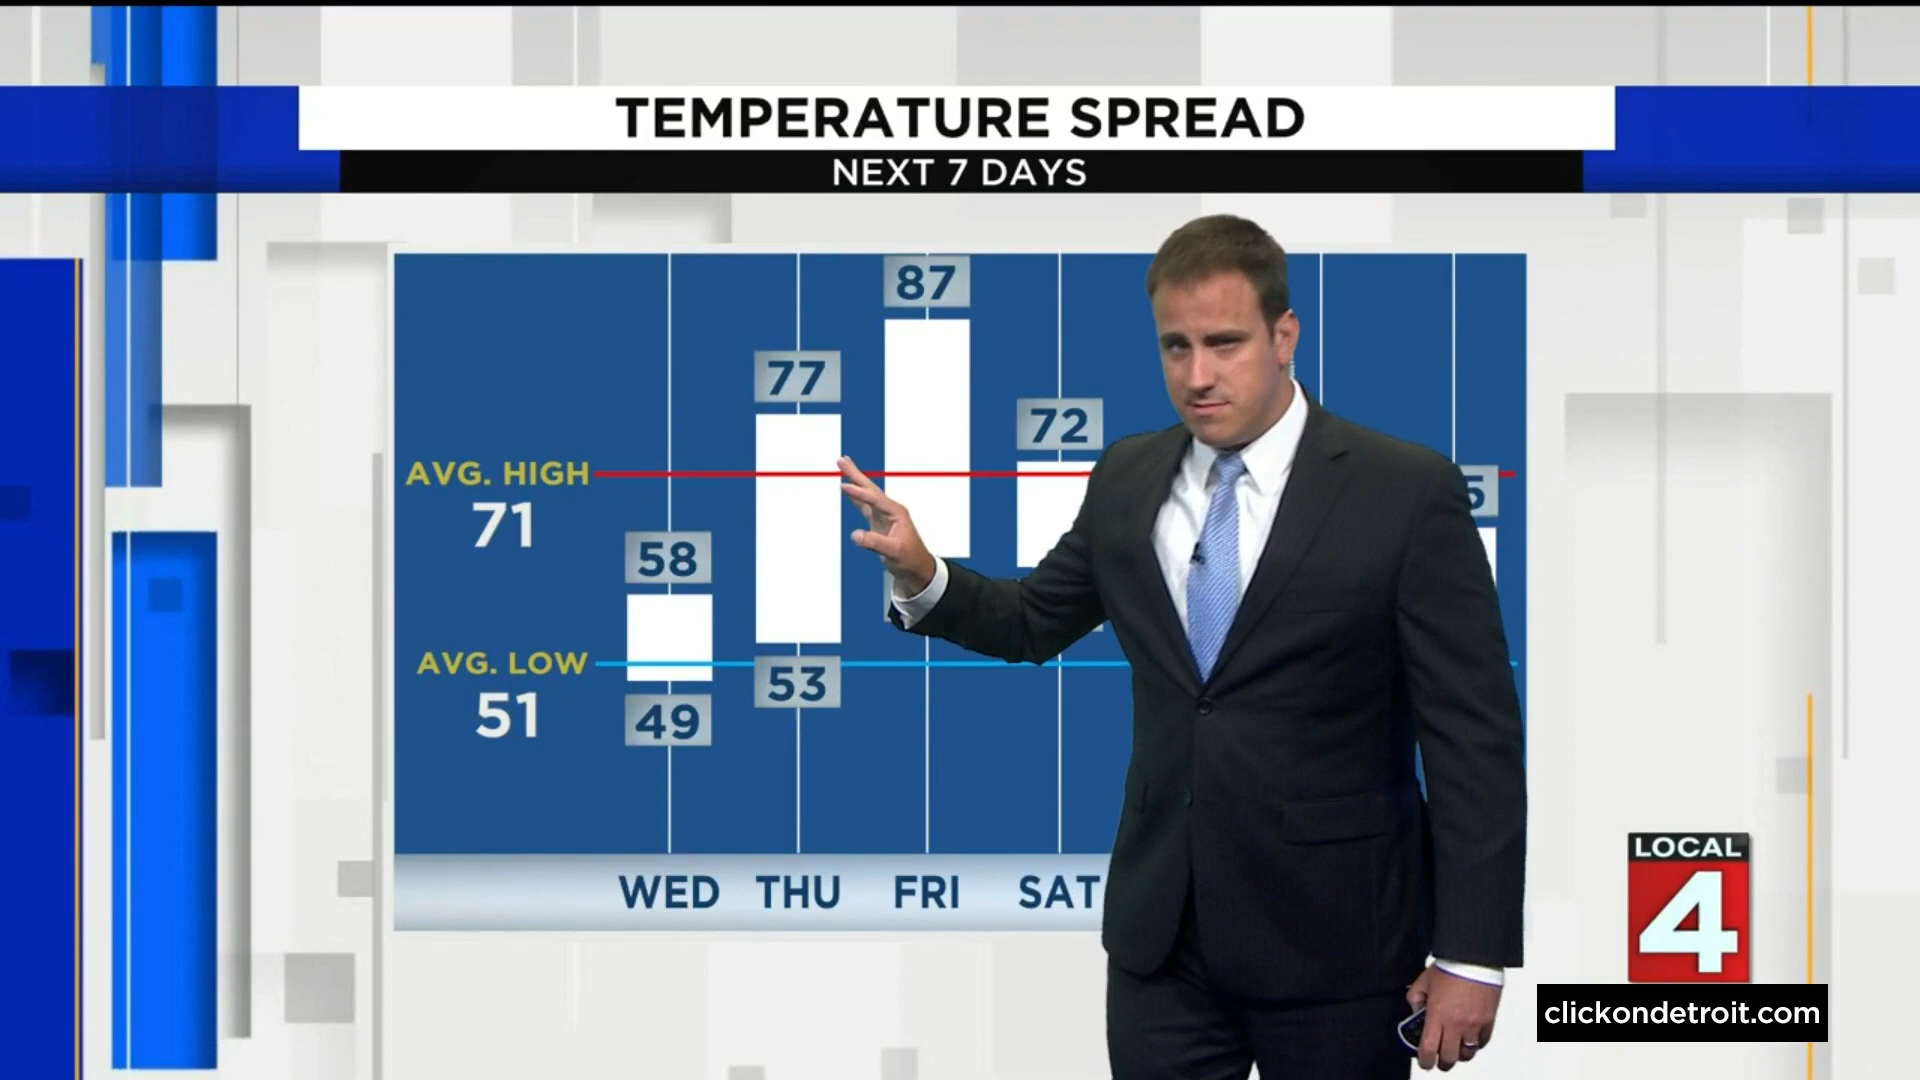 TEMPERATURE SPREAD
NEXT 7 DAYS
87
77
72
AVG. HIGH
71
5
58
AVG. LOW
51
53
49
WED THU FRI SAT
LOCAL
4
clickondetroit.com